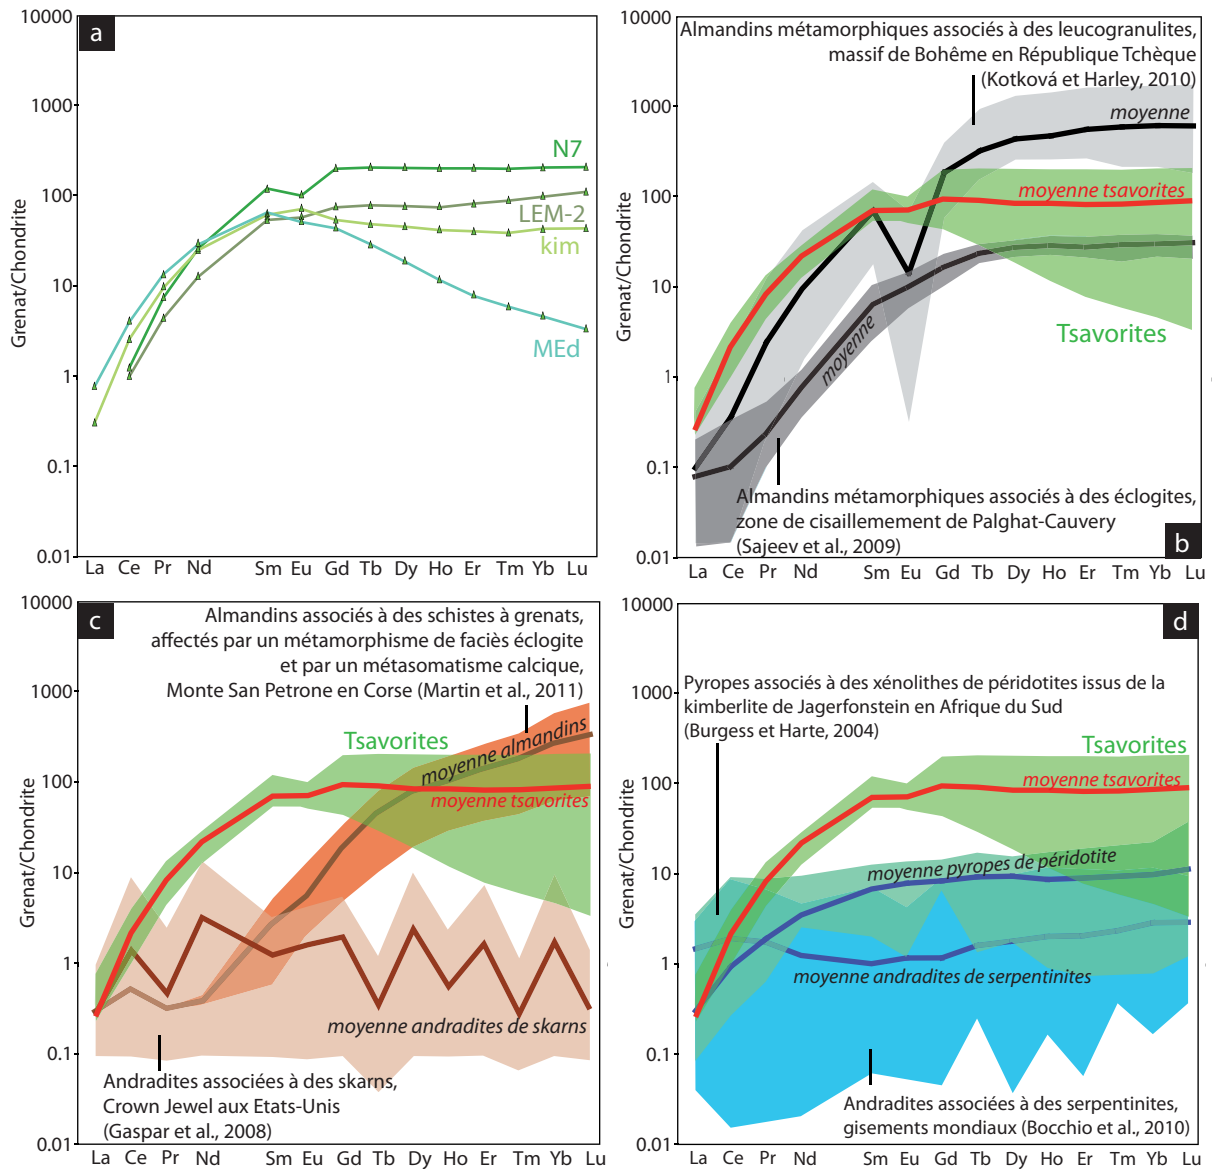 a
10000
1000
100
10
1
0.1
0.01
Grenat/Chondrite
N7
LEM-2
kim
MEd
La Ce Pr Nd Sm Eu Gd Tb Dy Ho Er Tm Yb Lu
b
10000
1000
100
10
1
0.1
0.01
Grenat/Chondrite
Almandins métamorphiques associés à des leucogranulites,
massif de Bohême en République Tchèque
(Kotková et Harley, 2010)
moyenne
moyenne tsavorites
Tsavorites
moyenne
Almandins métamorphiques associés à des éclogites,
zone de cisaillemement de Palghat-Cauvery
(Sajeev et al., 2009)
La Ce Pr Nd Sm Eu Gd Tb Dy Ho Er Tm Yb Lu
c
10000
1000
100
10
1
0.1
0.01
Grenat/Chondrite
Almandins associés à des schistes à grenats,
affectés par un métamorphisme de faciès éclogite
et par un métasomatisme calcique,
Monte San Petrone en Corse (Martin et al., 2011)
Tsavorites
moyenne almandins
moyenne tsavorites
moyenne andradites de skarns
Andradites associées à des skarns,
Crown Jewel aux Etats-Unis
(Gaspar et al., 2008)
La Ce Pr Nd Sm Eu Gd Tb Dy Ho Er Tm Yb Lu
d
10000
1000
100
10
1
0.1
0.01
Grenat/Chondrite
Pyropes associés à des xénolithes de péridotites issus de la
kimberlite de Jagerfonstein en Afrique du Sud
(Burgess et Harte, 2004)
Tsavorites
moyenne tsavorites
moyenne pyropes de péridotite
moyenne andradites de serpentinites
Andradites associées à des serpentinites,
gisements mondiaux (Bocchio et al., 2010)
La Ce Pr Nd Sm Eu Gd Tb Dy Ho Er Tm Yb Lu